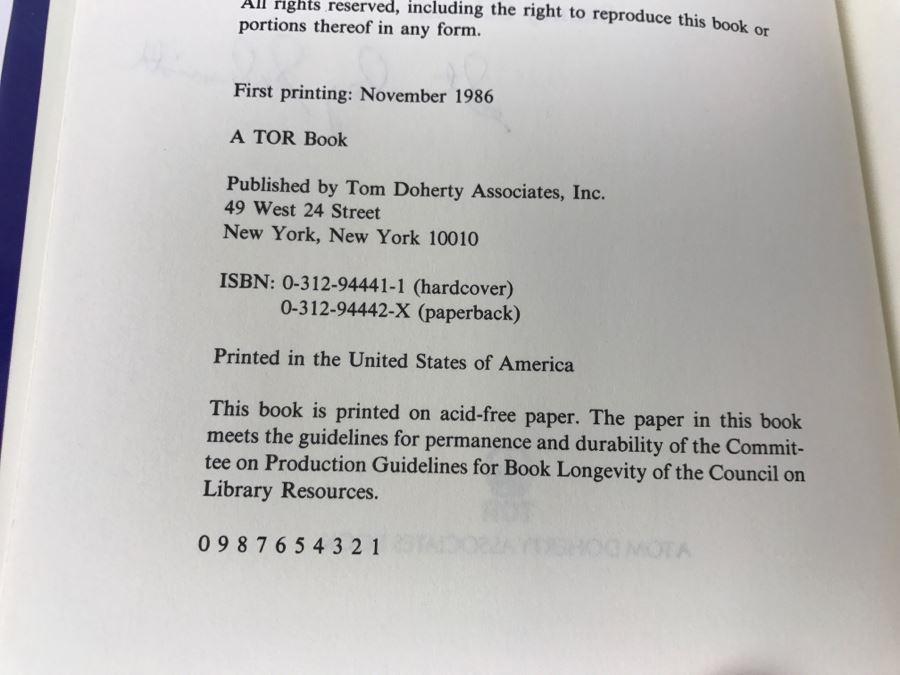 All rights reserved, including the right to reproduce this book or
portions thereof in any form.
First printing: November 1986
A TOR Book
Published by Tom Doherty Associates, Inc.
49 West 24 Street
New York, New York 10010
ISBN: 0-312-94441-1 (hardcover)
0-312-94442-X (paperback)
Printed in the United States of America
This book is printed on acid-free paper. The paper in this book
meets the guidelines for permanence and durability of the Commit-
tee on Production Guidelines for Book Longevity of the Council on
Library Resources.
0 9 8 7 6 5 4 3 2 1
TOR
A TOM DOHERTY ASSOCIATES